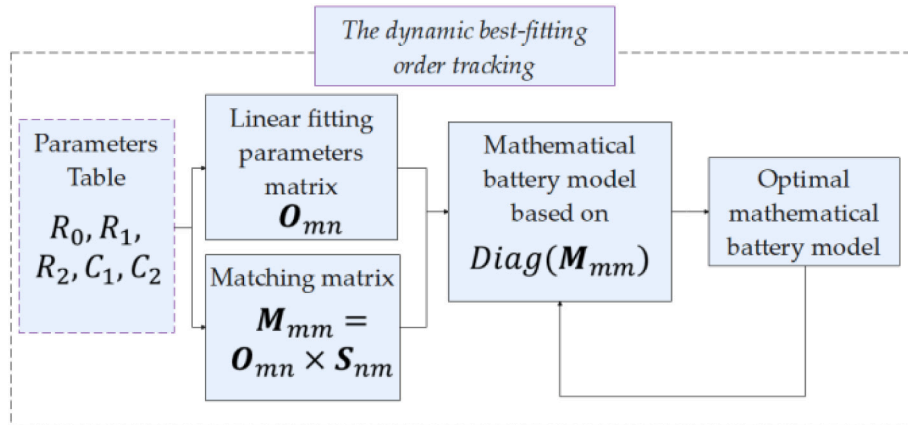 The dynamic best-fitting
order tracking
Parameters
Table
R₀, R₁,
R₂, C₁, C₂
Linear fitting
parameters
matrix
Oₘₙ
Matching matrix
Mₘₘ =
Oₘₙ × Sₙₘ
Mathematical
battery model
based on
Diag(Mₘₘ)
Optimal
mathematical
battery model